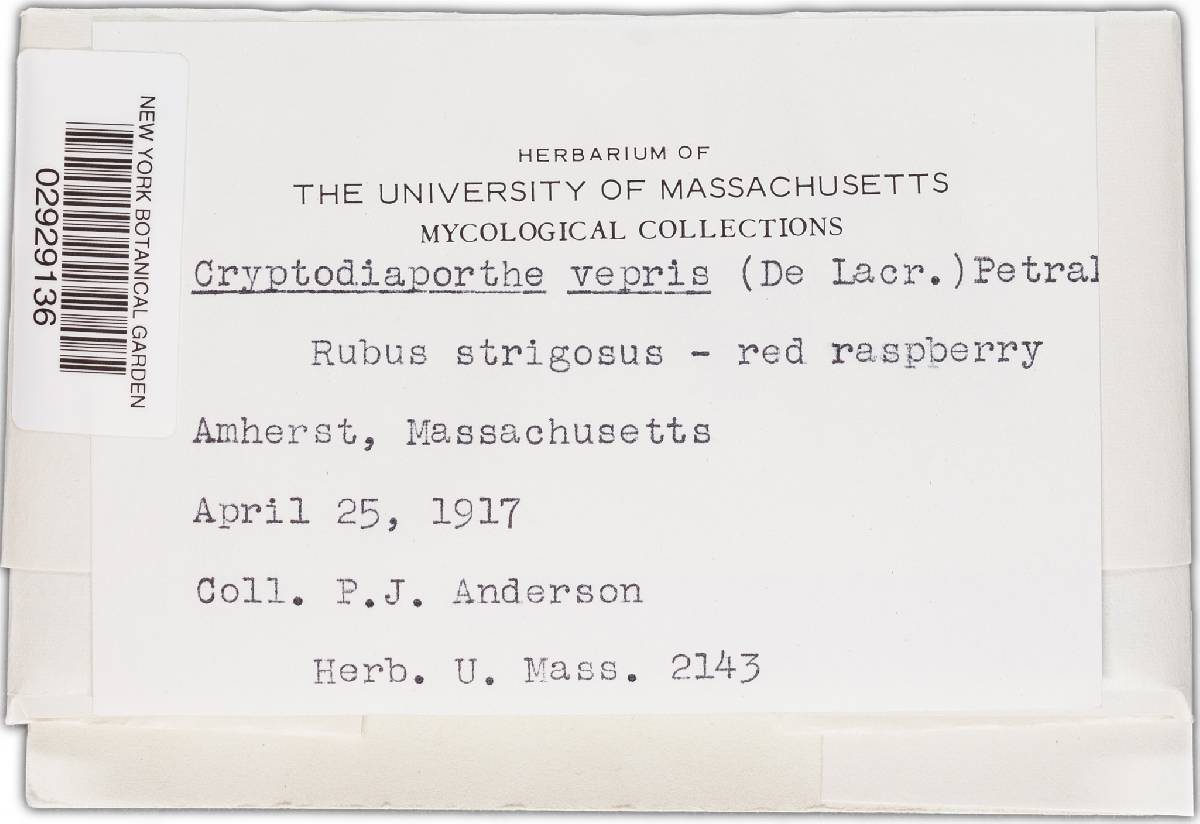 NEW YORK BOTANICAL GARDEN
02929136
HERBARIUM OF
THE UNIVERSITY OF MASSACHUSETTS
MYCOLOGICAL COLLECTIONS
Cryptodiaporthe vepris (De Lacr.)Petral
Rubus strigosus - red raspberry
Amherst, Massachusetts
April 25, 1917
Coll. P.J. Anderson
Herb. U. Mass. 2143